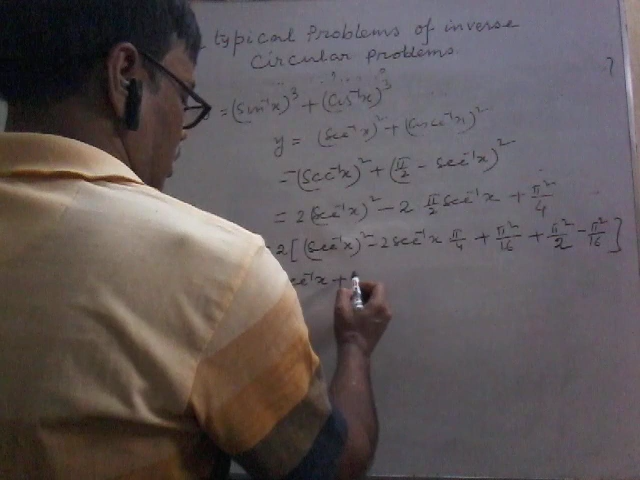 typical Problems of inverse
Circular problems.
= (sin⁻¹x)³ + (Cos⁻¹x)³
y = (sec⁻¹x)² + (cosec⁻¹x)²
= (sec⁻¹x)² + (π/2 - sec⁻¹x)²
= 2(sec⁻¹x)² - 2 π/2 sec⁻¹x + π²/4
2[(sec⁻¹x)² - 2sec⁻¹x π/4 + π²/16 + π²/2 - π²/16]
ec⁻¹x +